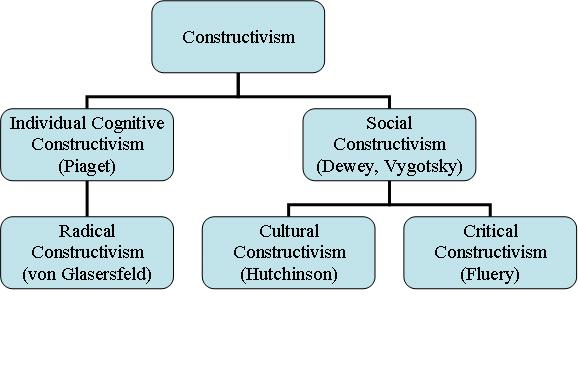 Constructivism
Individual Cognitive
Constructivism
(Piaget)
Social
Constructivism
(Dewey, Vygotsky)
Radical
Constructivism
(von Glasersfeld)
Cultural
Constructivism
(Hutchinson)
Critical
Constructivism
(Fluery)